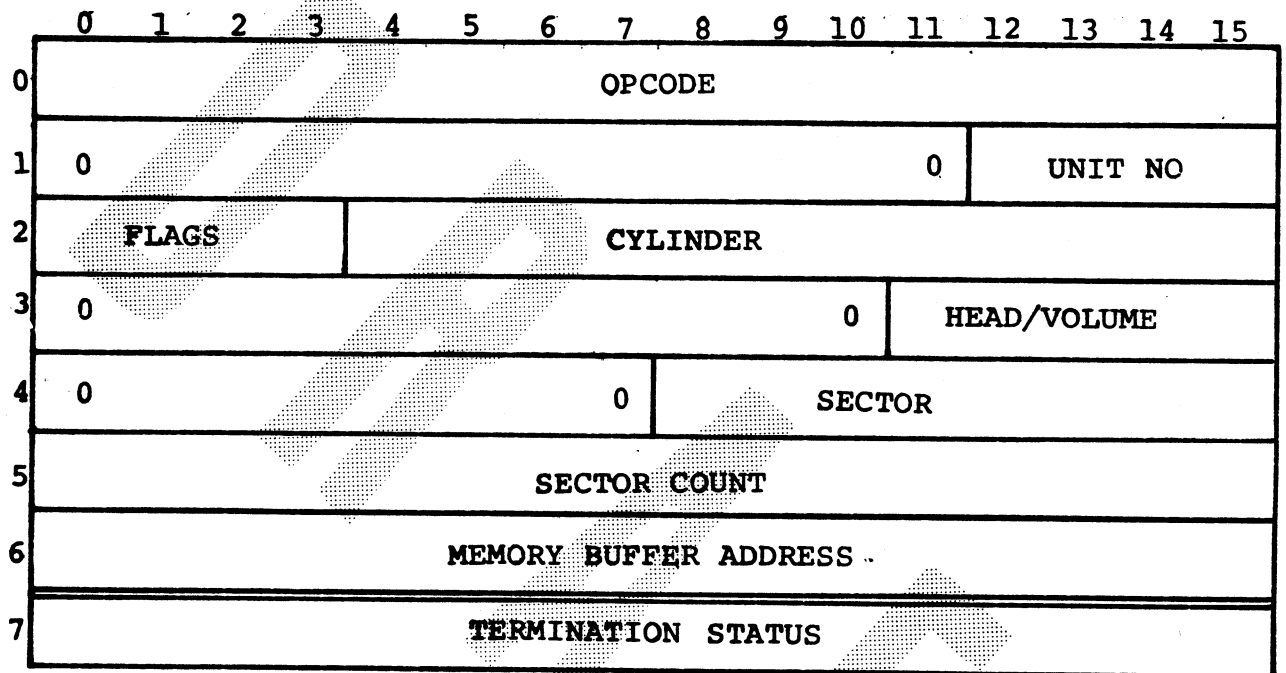 0 1 2 3 4 5 6 7 8 9 10 11 12 13 14 15
0 OPCODE
1 0 0 UNIT NO
2 FLAGS CYLINDER
3 0 0 HEAD/VOLUME
4 0 0 SECTOR
5 SECTOR COUNT
6 MEMORY BUFFER ADDRESS
7 TERMINATION STATUS